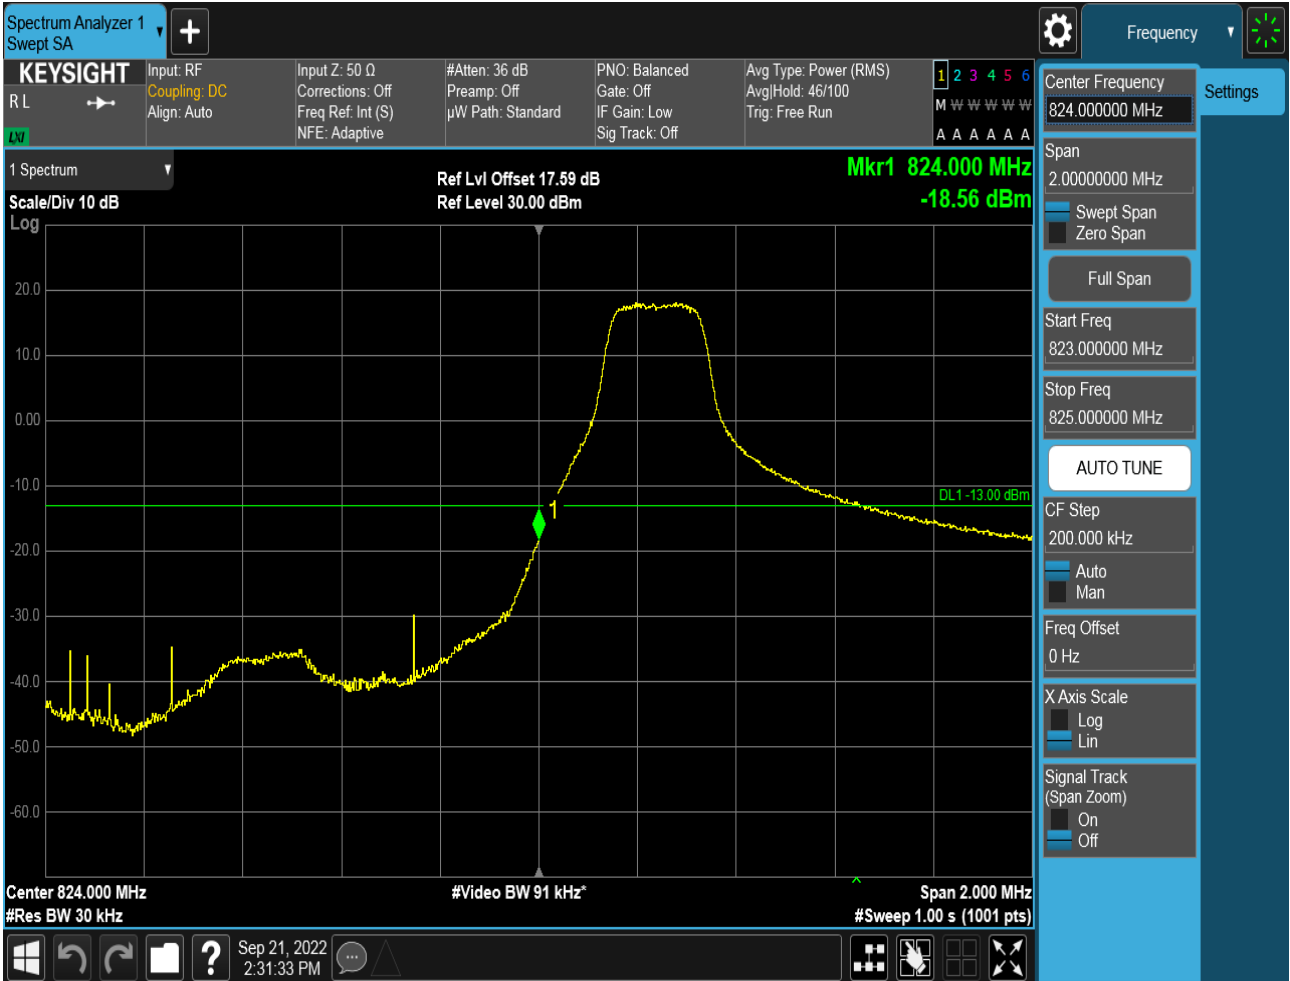 Spectrum Analyzer 1
Swept SA
Frequency
KEYSIGHT
R L
LXI
Input: RF
Coupling: DC
Align: Auto
Input Z: 50 Ω
Corrections: Off
Freq Ref: Int (S)
NFE: Adaptive
#Atten: 36 dB
Preamp: Off
µW Path: Standard
PNO: Balanced
Gate: Off
IF Gain: Low
Sig Track: Off
Avg Type: Power (RMS)
Avg|Hold: 46/100
Trig: Free Run
1 2 3 4 5 6
M W W W W W
A A A A A A
1 Spectrum
Scale/Div 10 dB
Log
Ref Lvl Offset 17.59 dB
Ref Level 30.00 dBm
Mkr1 824.000 MHz
-18.56 dBm
20.0
10.0
0.00
-10.0
-20.0
-30.0
-40.0
-50.0
-60.0
1
DL1 -13.00 dBm
Center 824.000 MHz
#Res BW 30 kHz
#Video BW 91 kHz*
Span 2.000 MHz
#Sweep 1.00 s (1001 pts)
Center Frequency
824.000000 MHz
Span
2.00000000 MHz
Swept Span
Zero Span
Full Span
Start Freq
823.000000 MHz
Stop Freq
825.000000 MHz
AUTO TUNE
CF Step
200.000 kHz
Auto
Man
Freq Offset
0 Hz
X Axis Scale
Log
Lin
Signal Track
(Span Zoom)
On
Off
Settings
?
Sep 21, 2022
2:31:33 PM